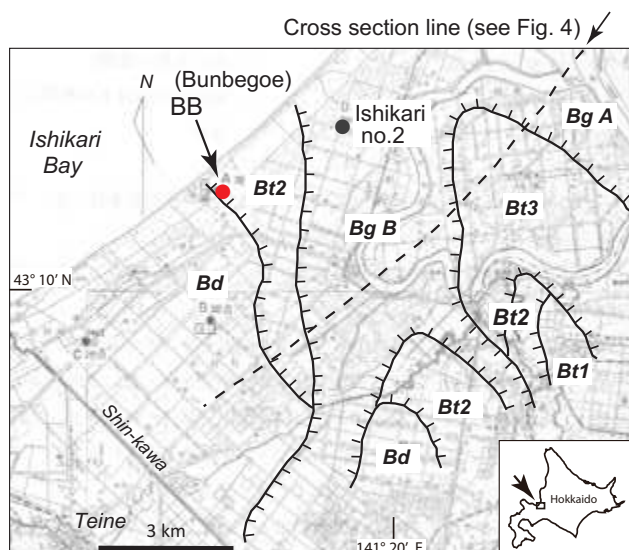 Cross section line (see Fig. 4)
N
(Bunbegoe)
BB
Ishikari
no.2
Bg A
Ishikari
Bay
Bt2
Bt3
Bg B
43° 10' N
Bd
Bt2
Bt1
Bt2
Bd
Shin-kawa
Hokkaido
Teine
3 km
141° 20' E